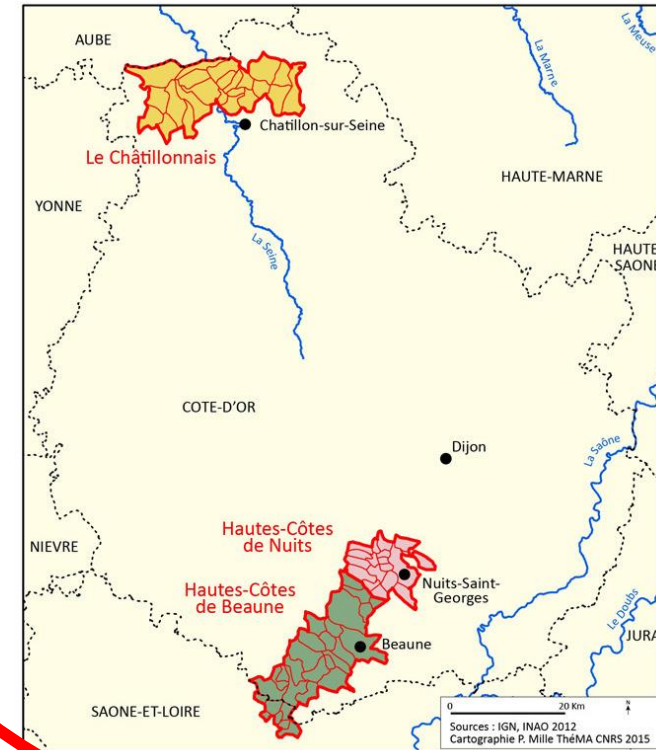 AUBE
La Marne
La Meuse
Chatillon-sur-Seine
Le Châtillonnais
HAUTE-MARNE
YONNE
La Seine
HAUTE
SAONE
COTE-D'OR
Dijon
La Saône
Hautes-Côtes
de Nuits
NIEVRE
Nuits-Saint-
Georges
Hautes-Côtes
de Beaune
Le Doubs
Beaune
JURA
SAONE-ET-LOIRE
0 20 Km
N
Sources : IGN, INAO 2012
Cartographie P. Mille ThéMA CNRS 2015